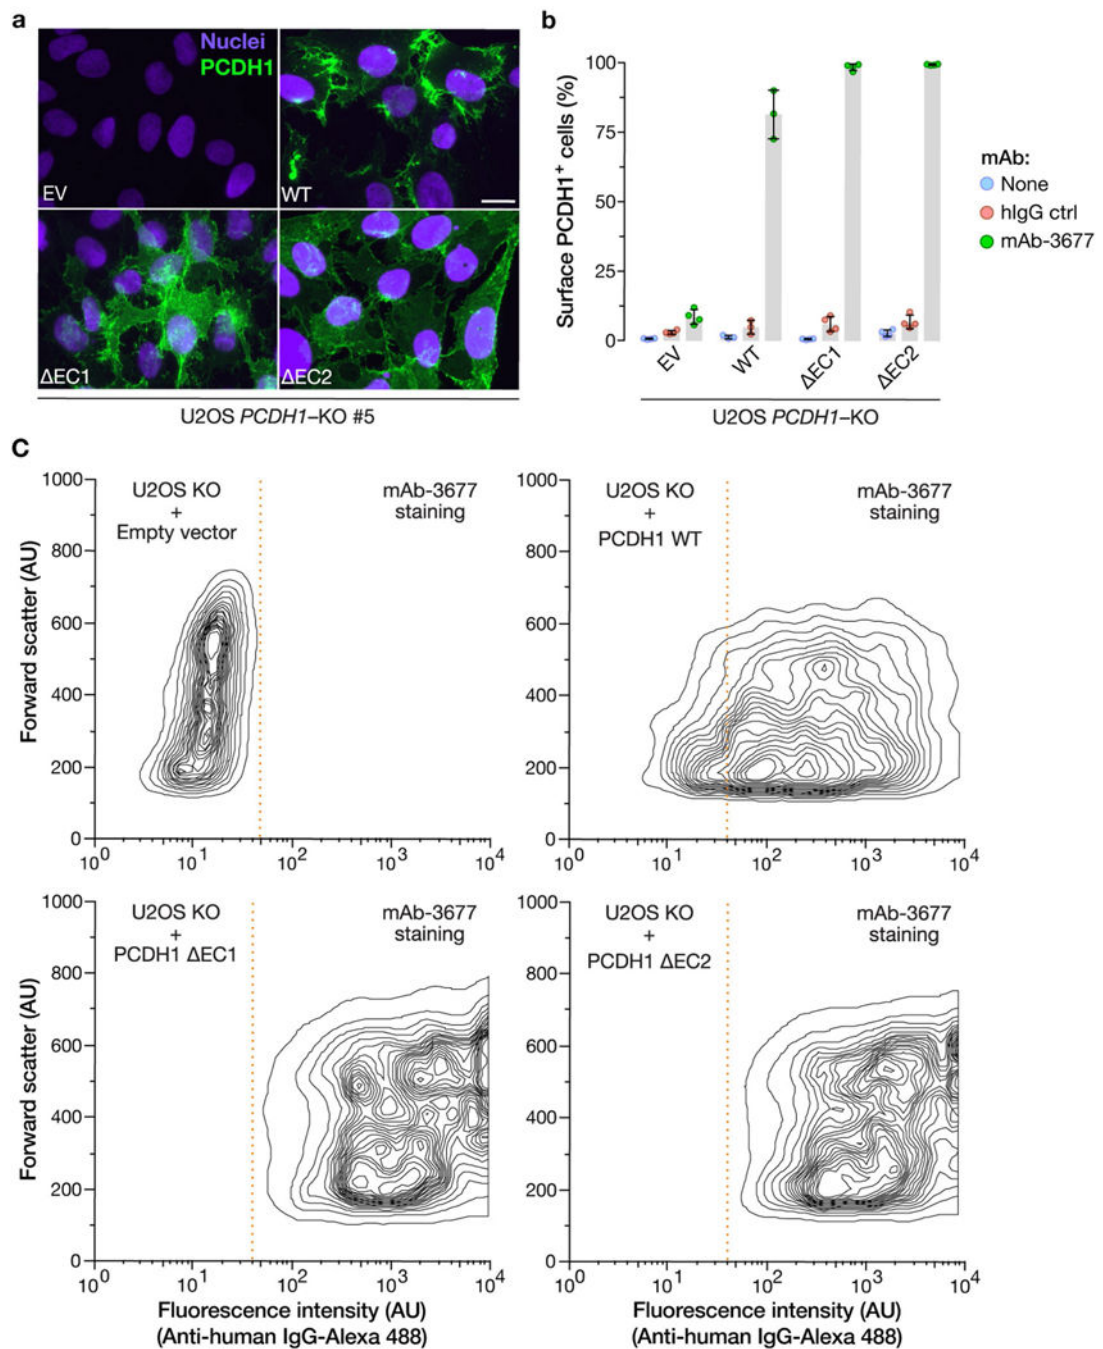 a
Nuclei
PCDH1
EV
WT
ΔEC1
ΔEC2
U2OS PCDH1–KO #5
b
Surface PCDH1⁺ cells (%)
100
75
50
25
0
EV
WT
ΔEC1
ΔEC2
U2OS PCDH1–KO
mAb:
None
hIgG ctrl
mAb-3677
C
Forward scatter (AU)
1000
800
600
400
200
0
U2OS KO
+
Empty vector
mAb-3677
staining
10⁰
10¹
10²
10³
10⁴
1000
800
600
400
200
0
U2OS KO
+
PCDH1 WT
mAb-3677
staining
10⁰
10¹
10²
10³
10⁴
Forward scatter (AU)
1000
800
600
400
200
0
U2OS KO
+
PCDH1 ΔEC1
mAb-3677
staining
10⁰
10¹
10²
10³
10⁴
Fluorescence intensity (AU)
(Anti-human IgG-Alexa 488)
1000
800
600
400
200
0
U2OS KO
+
PCDH1 ΔEC2
mAb-3677
staining
10⁰
10¹
10²
10³
10⁴
Fluorescence intensity (AU)
(Anti-human IgG-Alexa 488)